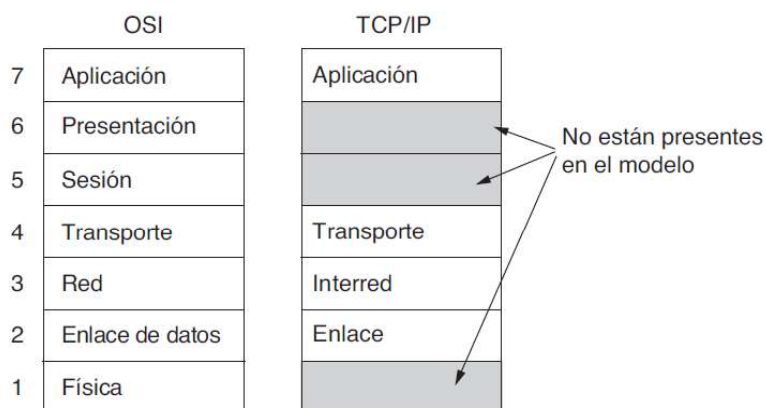 OSI TCP/IP
7 Aplicación Aplicación
6 Presentación
No están presentes
en el modelo
5 Sesión
4 Transporte Transporte
3 Red Interred
2 Enlace de datos Enlace
1 Física